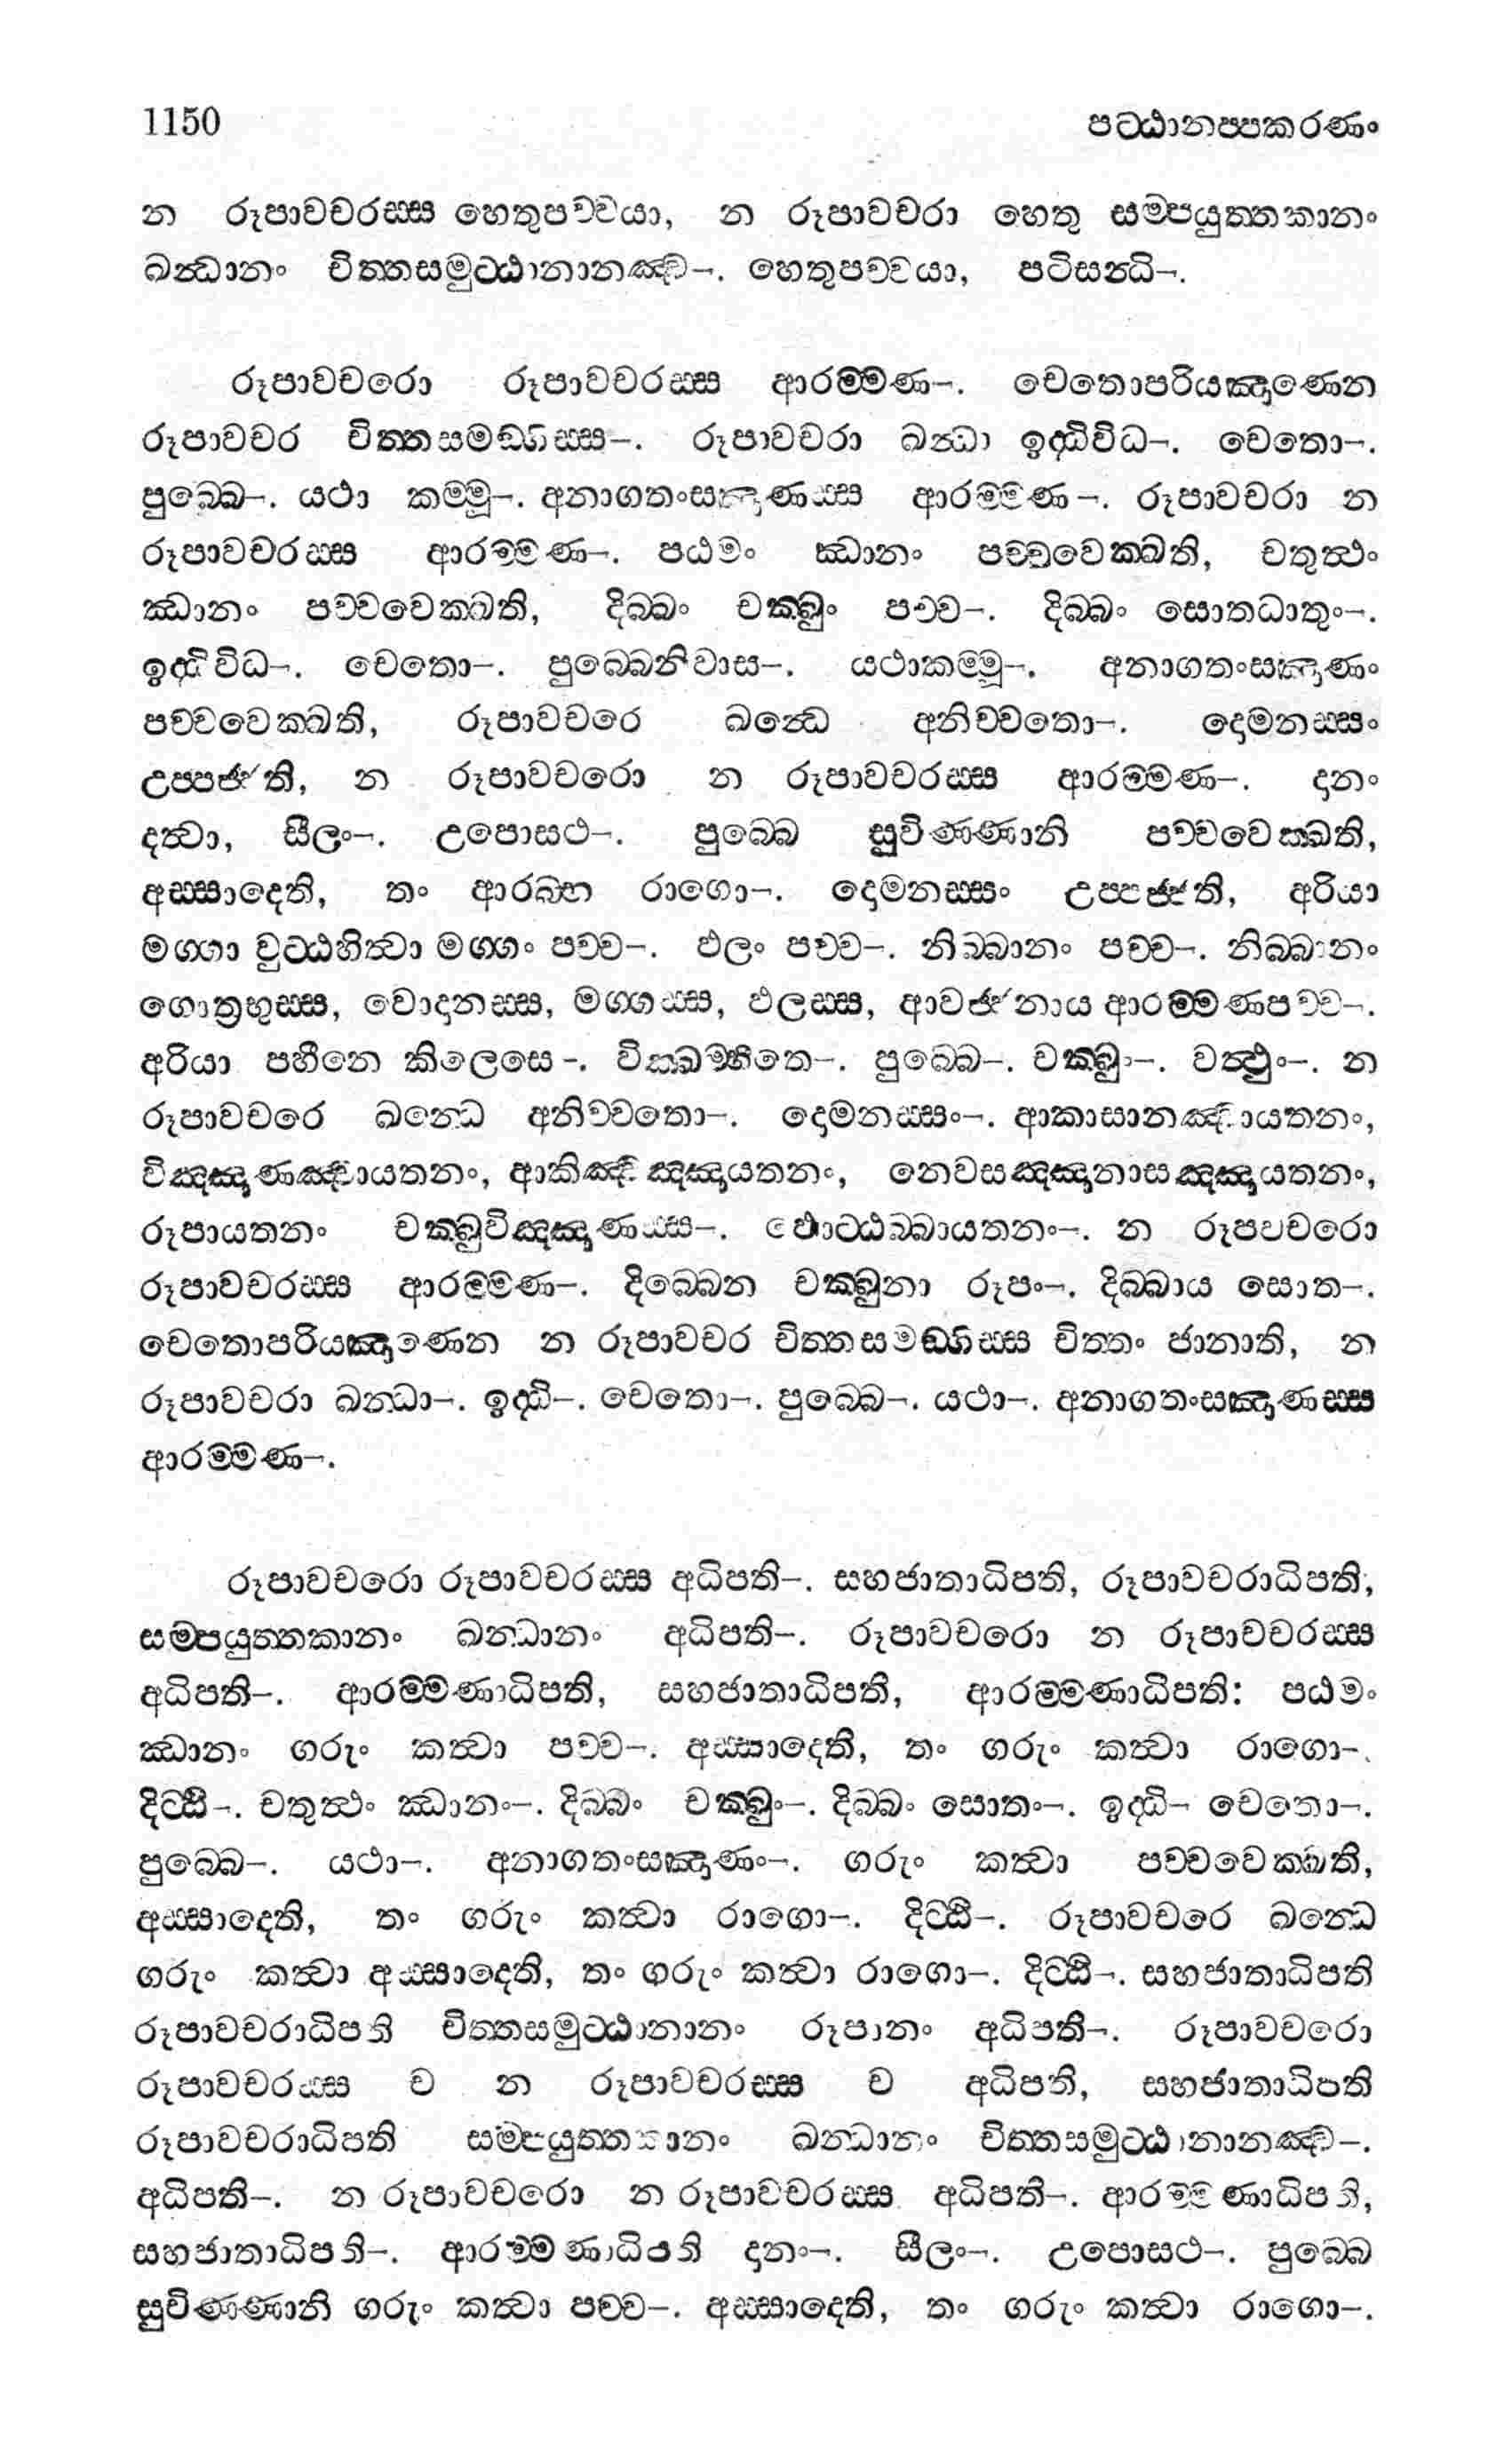 1150 පට්ඨානප්පකරණං
න රූපාවචරස්ස හෙතුපච්චයා, න රූපාවචරා හෙතු සම්පයුත්තකානං
ඛන්ධානං චිත්තසමුට්ඨානානඤ්ච–. හෙතුපච්චයා, පටිසන්ධි–.
රූපාවචරො රූපාවචරස්ස ආරම්මණ–. චෙතොපරියඤාණෙන
රූපාවචර චිත්තසමඞ්ගිස්ස–. රූපාවචරා ඛන්ධා ඉද්ධිවිධ–. චෙතො–.
පුබ්බෙ–. යථා කම්මූ–. අනාගතංසඤාණස්ස ආරම්මණ–. රූපාවචරා න
රූපාවචරස්ස ආරම්මණ–. පඨමං ඣානං පච්චවෙක්ඛති, චතුත්ථං
ඣානං පච්චවෙක්ඛති, දිබ්බං චක්ඛුං පච්ච–. දිබ්බං සොතධාතුං–.
ඉද්ධිවිධ–. චෙතො–. පුබ්බෙනිවාස–. යථාකම්මූ–. අනාගතංසඤාණං
පච්චවෙක්ඛති, රූපාවචරෙ ඛන්ධෙ අනිච්චතො–. දොමනස්සං
උප්පජ්ජති, න රූපාවචරො න රූපාවචරස්ස ආරම්මණ–. දානං
දත්වා, සීලං–. උපොසථ–. පුබ්බෙ සුචිණ්ණානි පච්චවෙක්ඛති,
අස්සාදෙති, තං ආරබ්භ රාගො–. දොමනස්සං උප්පජ්ජති, අරියා
මග්ගා වුට්ඨහිත්වා මග්ගං පච්ච–. ඵලං පච්ච–. නිබ්බානං පච්ච–. නිබ්බානං
ගොත්‍රභුස්ස, වොදානස්ස, මග්ගස්ස, ඵලස්ස, ආවජ්ජනාය ආරම්මණපච්ච–.
අරියා පහීනෙ කිලෙසෙ –. වික්ඛම්භිතෙ–. පුබ්බෙ–. චක්ඛුං–. වත්ථුං–. න
රූපාවචරෙ ඛන්ධෙ අනිච්චතො–. දොමනස්සං–. ආකාසානඤ්චායතනං,
විඤ්ඤාණඤ්චායතනං, ආකිඤ්චඤ්ඤායතනං, නෙවසඤ්ඤානාසඤ්ඤායතනං,
රූපායතනං චක්ඛුවිඤ්ඤාණස්ස–. ඵොට්ඨබ්බායතනං–. න රූපවචරො
රූපාවචරස්ස ආරම්මණ–. දිබ්බෙන චක්ඛුනා රූපං–. දිබ්බාය සොත–.
චෙතොපරියඤාණෙන න රූපාවචර චිත්තසමඞ්ගිස්ස චිත්තං ජානාති, න
රූපාවචරා ඛන්ධා–. ඉද්ධි–. චෙතො–. පුබ්බෙ–. යථා–. අනාගතංසඤාණස්ස
ආරම්මණ–.
රූපාවචරො රූපාවචරස්ස අධිපති–. සහජාතාධිපති, රූපාවචරාධිපති,
සම්පයුත්තකානං ඛන්ධානං අධිපති–. රූපාවචරො න රූපාවචරස්ස
අධිපති–. ආරම්මණාධිපති, සහජාතාධිපති, ආරම්මණාධිපති: පඨමං
ඣානං ගරුං කත්වා පච්ච–. අස්සාදෙති, තං ගරුං කත්වා රාගො–.
දිට්ඨි–. චතුත්ථං ඣානං–. දිබ්බං චක්ඛුං–. දිබ්බං සොතං–. ඉද්ධි– චෙතො–.
පුබ්බෙ–. යථා–. අනාගතංසඤාණං–. ගරුං කත්වා පච්චවෙක්ඛති,
අස්සාදෙති, තං ගරුං කත්වා රාගො–. දිට්ඨි–. රූපාවචරෙ ඛන්ධෙ
ගරුං කත්වා අස්සාදෙති, තං ගරුං කත්වා රාගො–. දිට්ඨි–. සහජාතාධිපති
රූපාවචරාධිපති චිත්තසමුට්ඨානානං රූපානං අධිපති–. රූපාවචරො
රූපාවචරස්ස ච න රූපාවචරස්ස ච අධිපති, සහජාතාධිපති
රූපාවචරාධිපති සම්පයුත්තකානං ඛන්ධානං චිත්තසමුට්ඨානානඤ්ච–.
අධිපති–. න රූපාවචරො න රූපාවචරස්ස අධිපති–. ආරම්මණාධිපති,
සහජාතාධිපති–. ආරම්මණාධිපති දානං–. සීලං–. උපොසථ–. පුබ්බෙ
සුචිණ්ණානි ගරුං කත්වා පච්ච–. අස්සාදෙති, තං ගරුං කත්වා රාගො–.